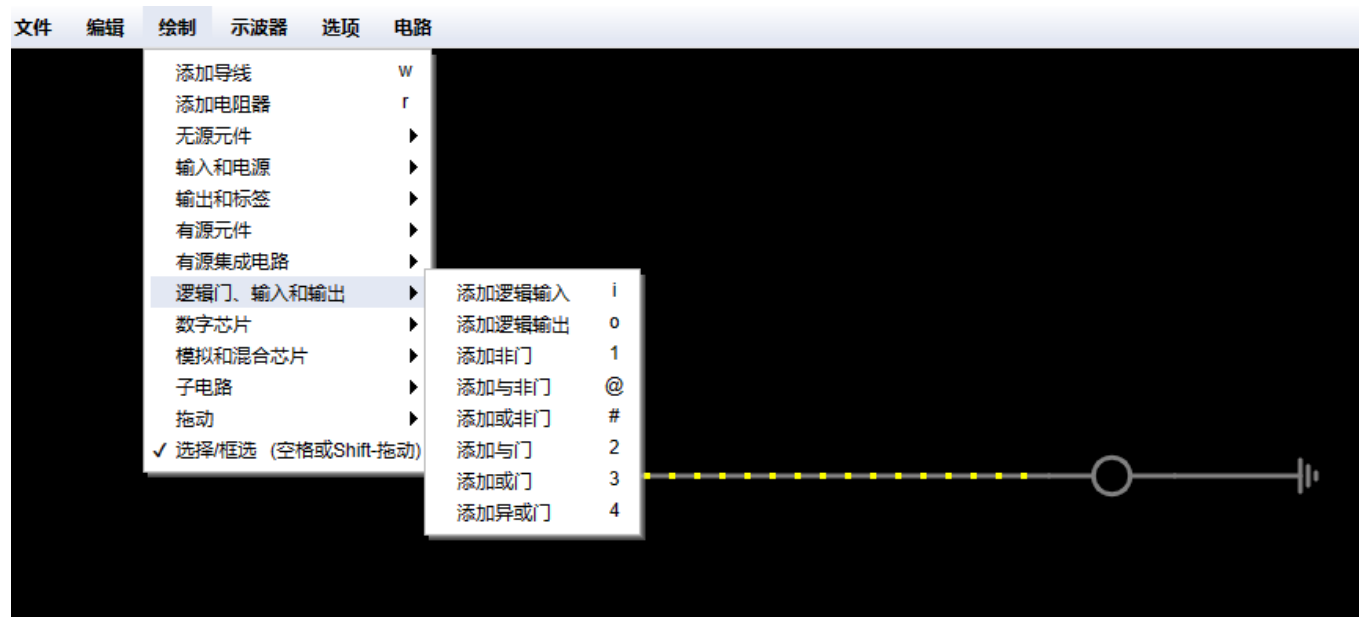 文件 编辑 绘制 示波器 选项 电路
添加导线 w
添加电阻器 r
无源元件
输入和电源
输出和标签
有源元件
有源集成电路
逻辑门、输入和输出
数字芯片
模拟和混合芯片
子电路
拖动
✓ 选择/框选 (空格或Shift-拖动)
添加逻辑输入 i
添加逻辑输出 o
添加非门 1
添加与非门 @
添加或非门 #
添加与门 2
添加或门 3
添加异或门 4